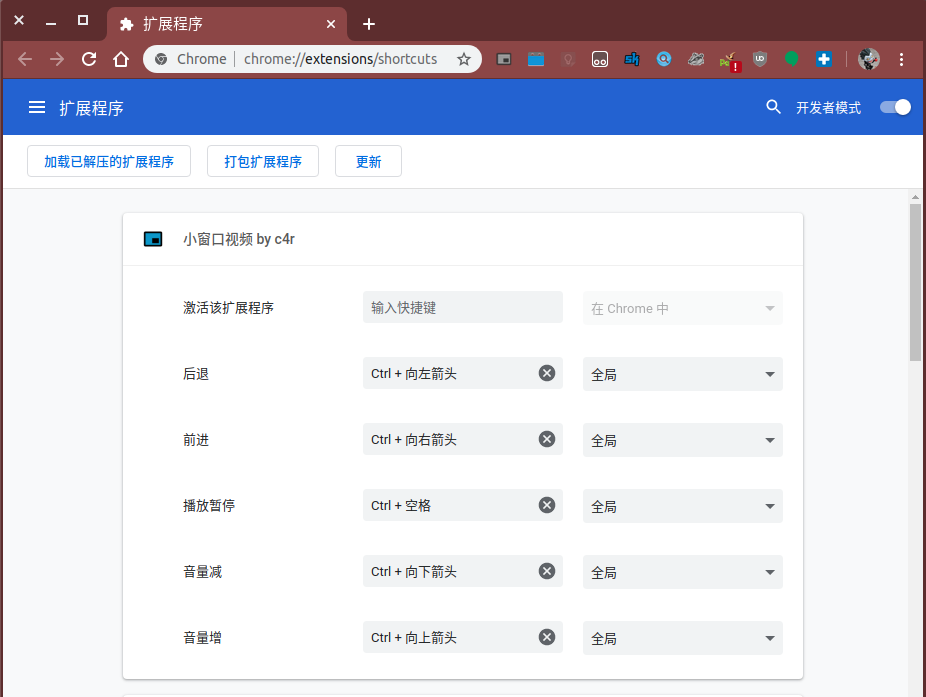 扩展程序
Chrome | chrome://extensions/shortcuts
扩展程序
开发者模式
加载已解压的扩展程序
打包扩展程序
更新
小窗口视频 by c4r
激活该扩展程序
输入快捷键
在 Chrome 中
后退
Ctrl + 向左箭头
全局
前进
Ctrl + 向右箭头
全局
播放暂停
Ctrl + 空格
全局
音量减
Ctrl + 向下箭头
全局
音量增
Ctrl + 向上箭头
全局